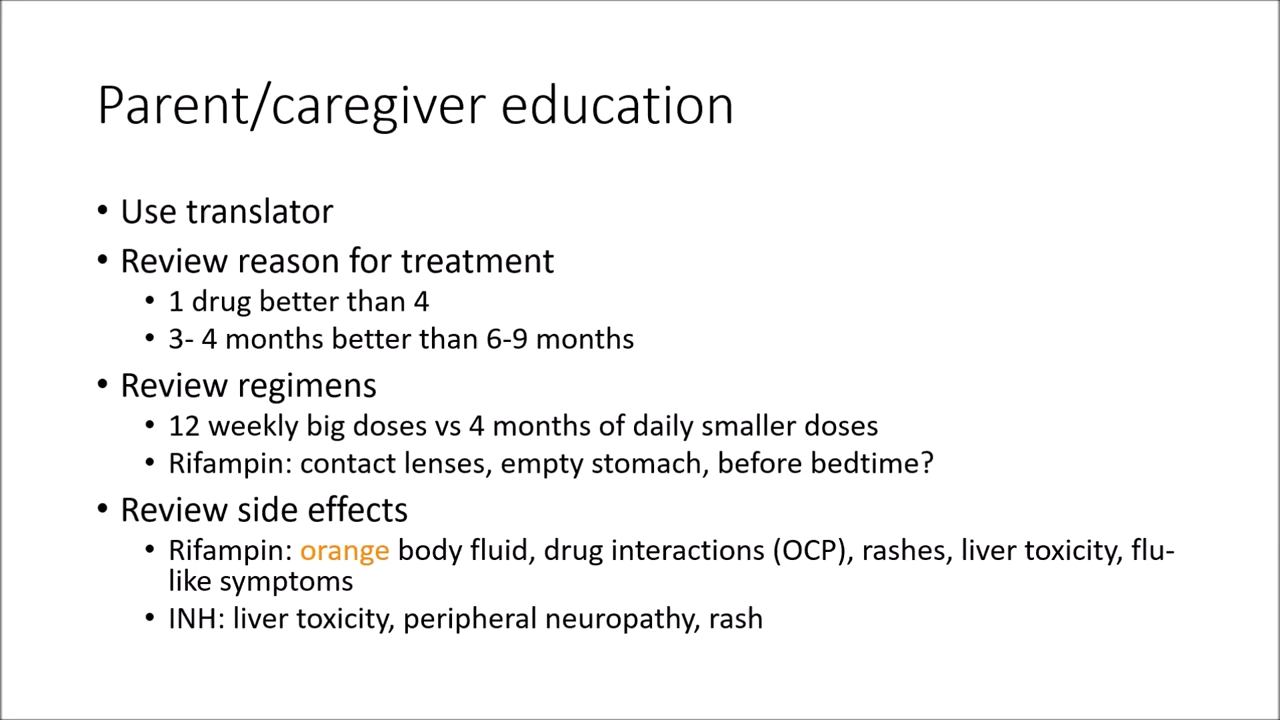 Parent/caregiver education
• Use translator
• Review reason for treatment
• 1 drug better than 4
• 3- 4 months better than 6-9 months
• Review regimens
• 12 weekly big doses vs 4 months of daily smaller doses
• Rifampin: contact lenses, empty stomach, before bedtime?
• Review side effects
• Rifampin: orange body fluid, drug interactions (OCP), rashes, liver toxicity, flu-
like symptoms
• INH: liver toxicity, peripheral neuropathy, rash